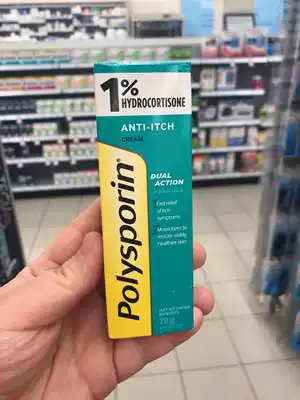 1%
HYDROCORTISONE
ANTI-ITCH
CREAM
Polysporin®
DUAL
ACTION
Fast relief
of itch
symptoms
Moisturizes to
restore visibly
healthier skin
28 g